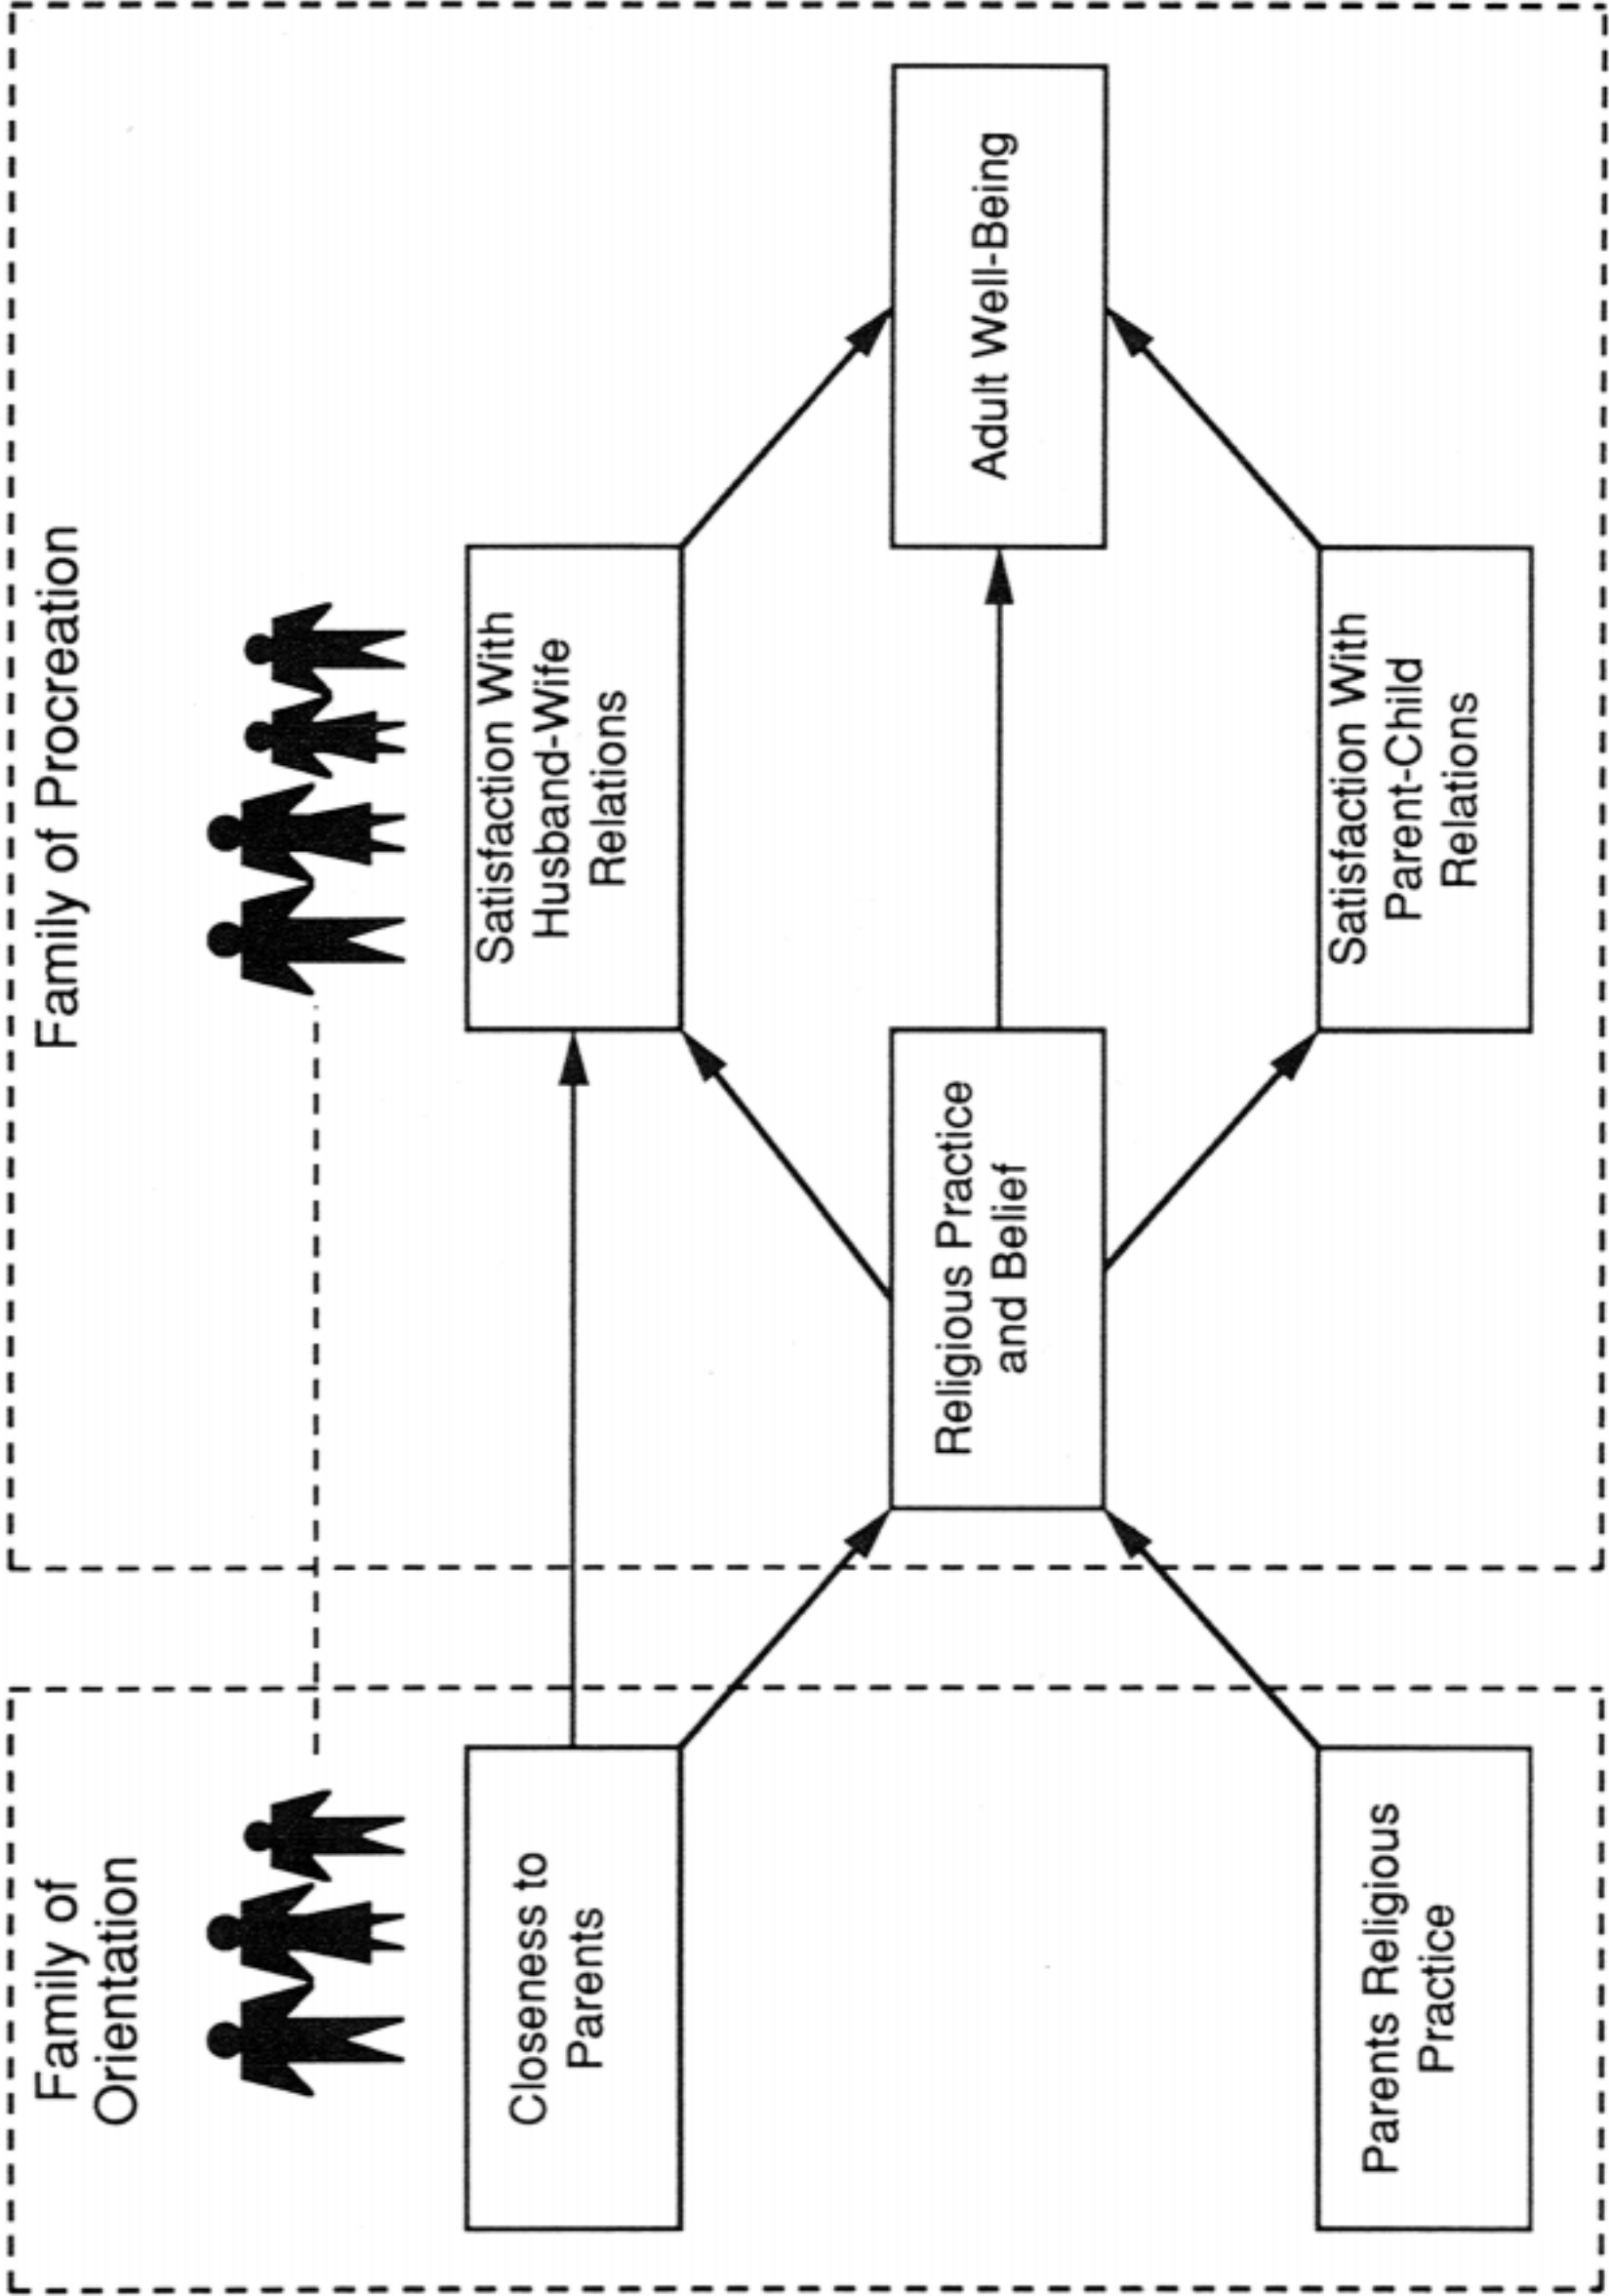 Family of
Orientation
Family of Procreation
Closeness to
Parents
Satisfaction With
Husband-Wife
Relations
Religious Practice
and Belief
Adult Well-Being
Parents Religious
Practice
Satisfaction With
Parent-Child
Relations